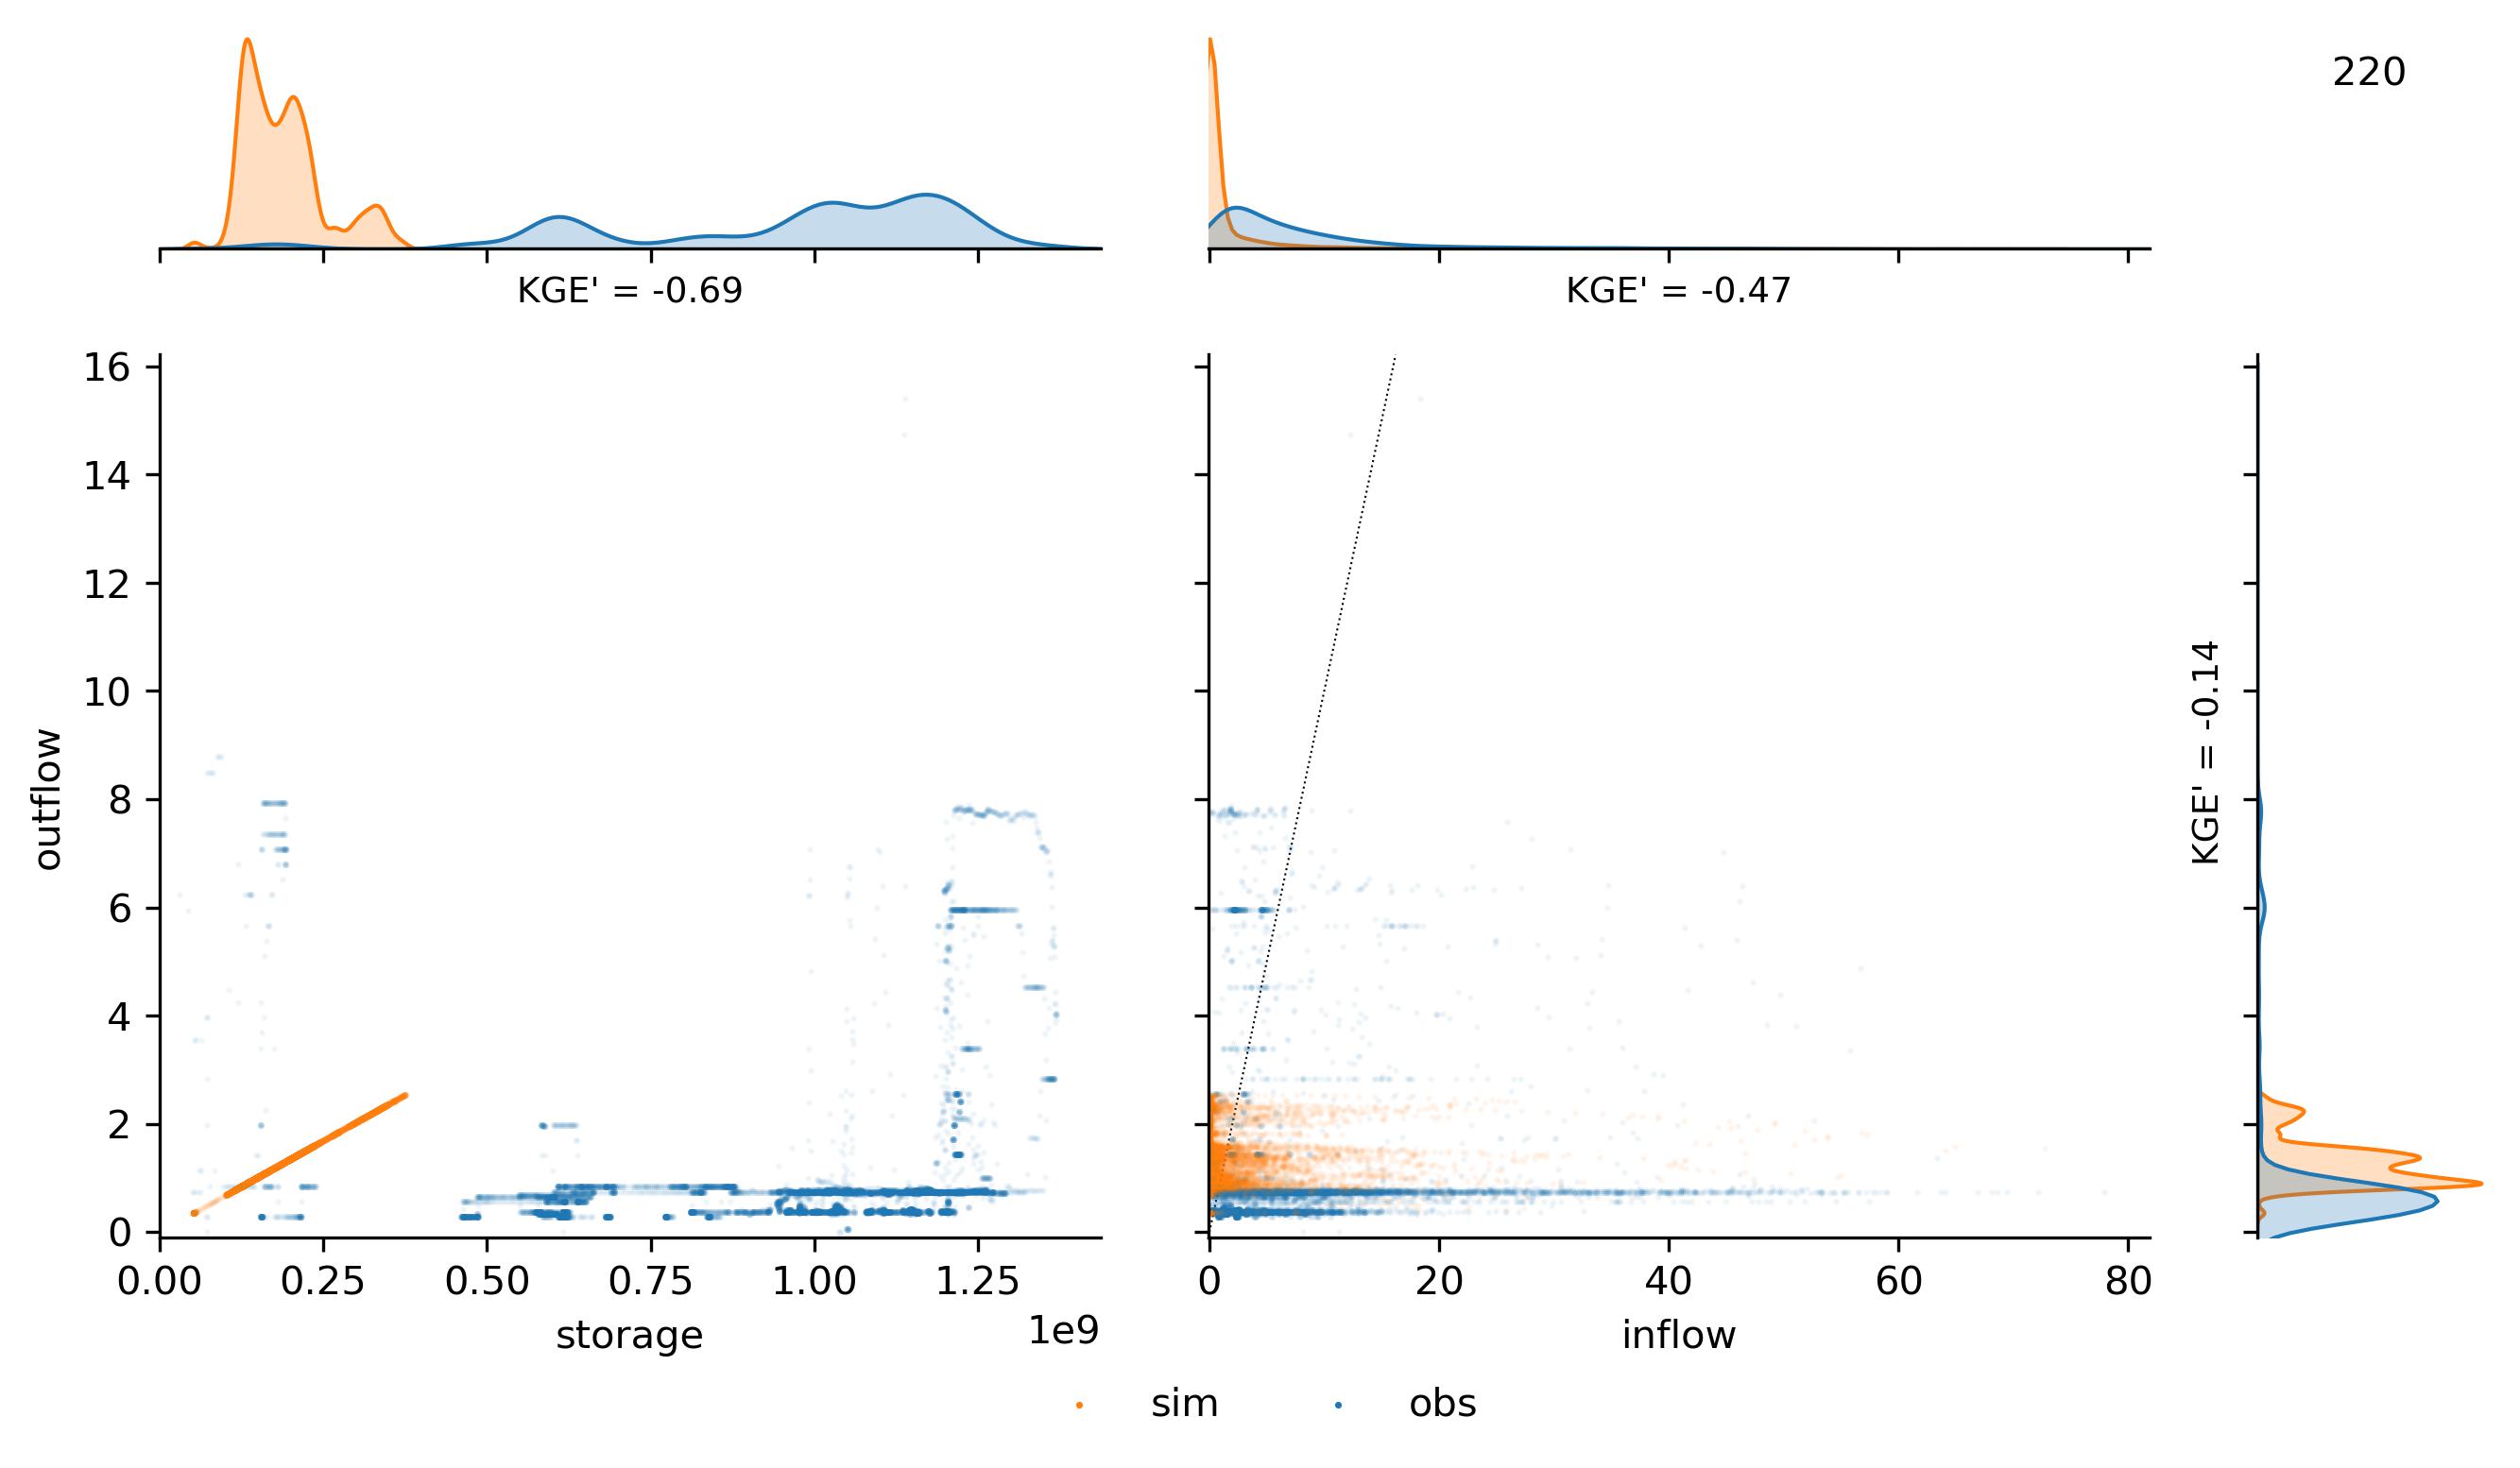 220
KGE' = -0.69
KGE' = -0.47
16
14
12
10
8
6
4
2
0
outflow
KGE' = -0.14
0.00 0.25 0.50 0.75 1.00 1.25
1e9
storage
0 20 40 60 80
inflow
sim obs